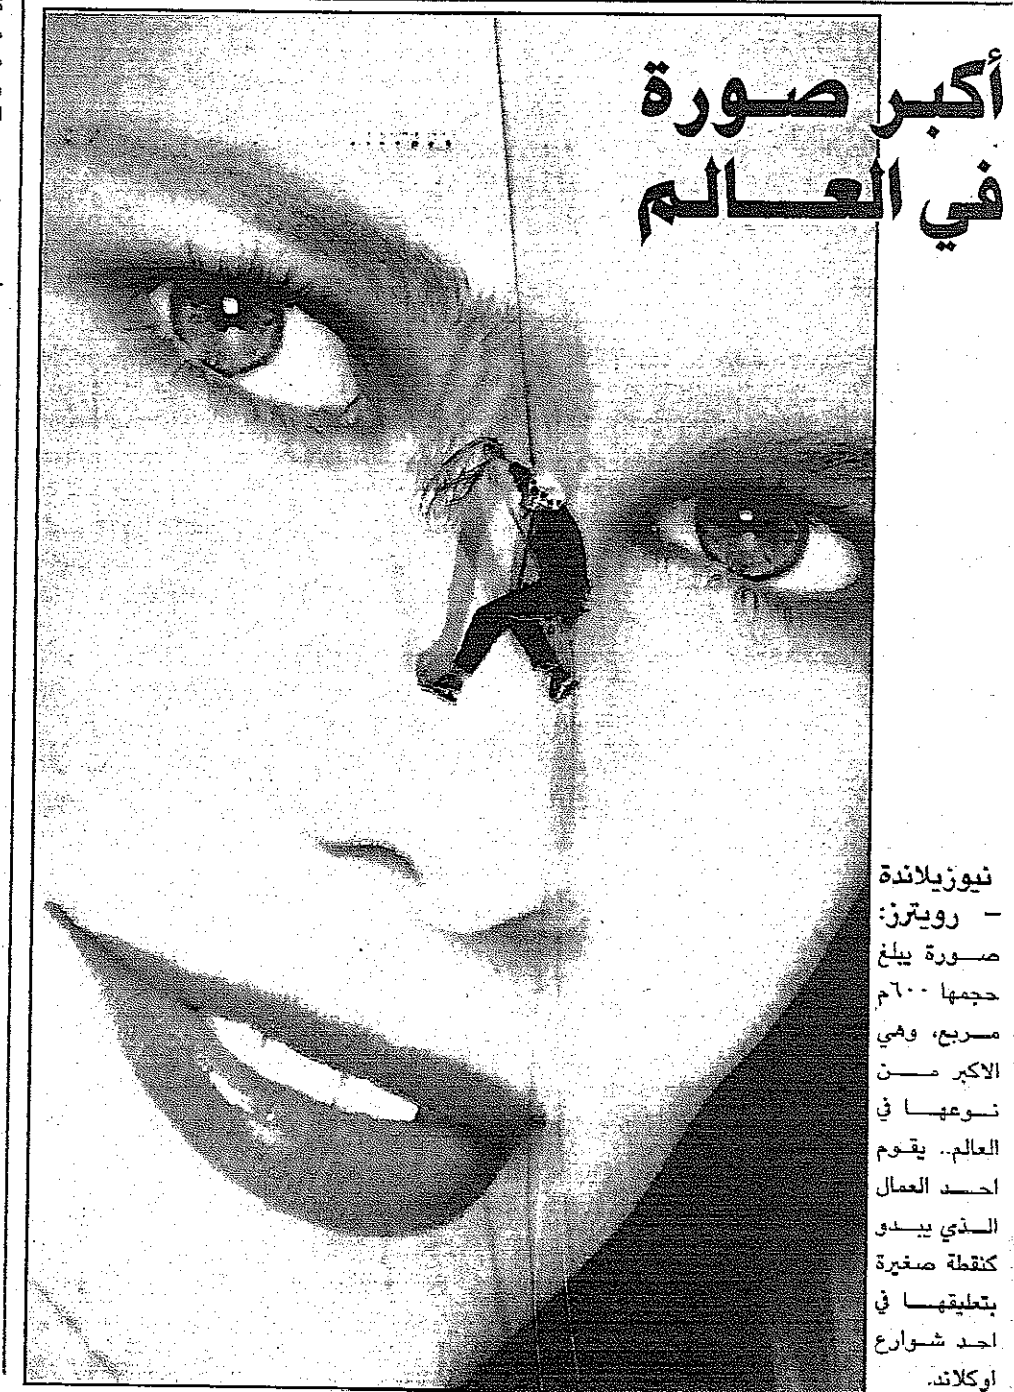 أكبر صورة
في العالم
نيوزيلاندة
– رويترز:
صورة يبلغ
حجمها ٦٠٠م
مربع، وهي
الاكبر من
نوعها في
العالم.. يقوم
احد العمال
الذي يبدو
كنقطة صغيرة
بتعليقها في
احد شوارع
اوكلاند.